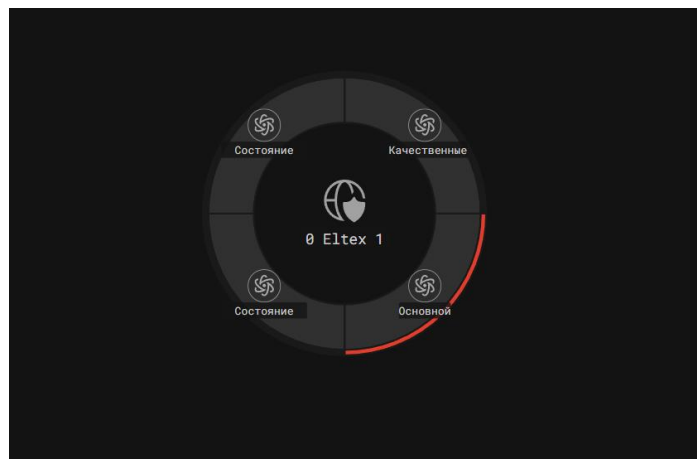 Состояние
Качественные
0 Eltex 1
Состояние
Основной